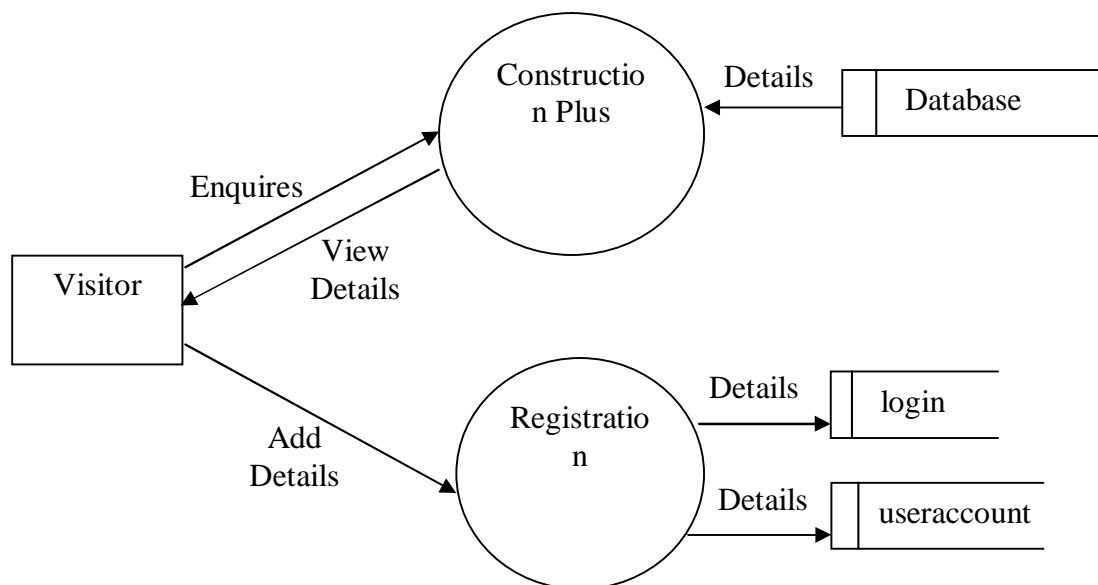 Constructio
n Plus
Details
Database
Enquires
View
Details
Visitor
Add
Details
Registratio
n
Details
login
Details
useraccount